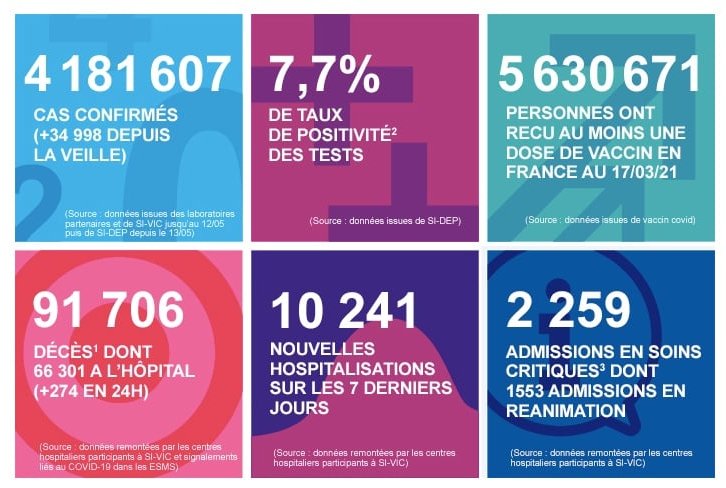 4 181 607
CAS CONFIRMÉS
(+34 998 DEPUIS
LA VEILLE)
(Source : données issues des laboratoires
partenaires et de SI-VIC jusqu'au 12/05
puis de SI-DEP depuis le 13/05)
7,7%
DE TAUX
DE POSITIVITÉ²
DES TESTS
(Source : données issues de SI-DEP)
5 630 671
PERSONNES ONT
RECU AU MOINS UNE
DOSE DE VACCIN EN
FRANCE AU 17/03/21
(Source : données issues de vaccin covid)
91 706
DÉCÈS¹ DONT
66 301 A L'HÔPITAL
(+274 EN 24H)
(Source : données remontées par les centres
hospitaliers participants à SI-VIC et signalements
liés au COVID-19 dans les ESMS)
10 241
NOUVELLES
HOSPITALISATIONS
SUR LES 7 DERNIERS
JOURS
(Source : données remontées par les centres
hospitaliers participants à SI-VIC)
2 259
ADMISSIONS EN SOINS
CRITIQUES³ DONT
1553 ADMISSIONS EN
REANIMATION
(Source : données remontées par les centres
hospitaliers participants à SI-VIC)